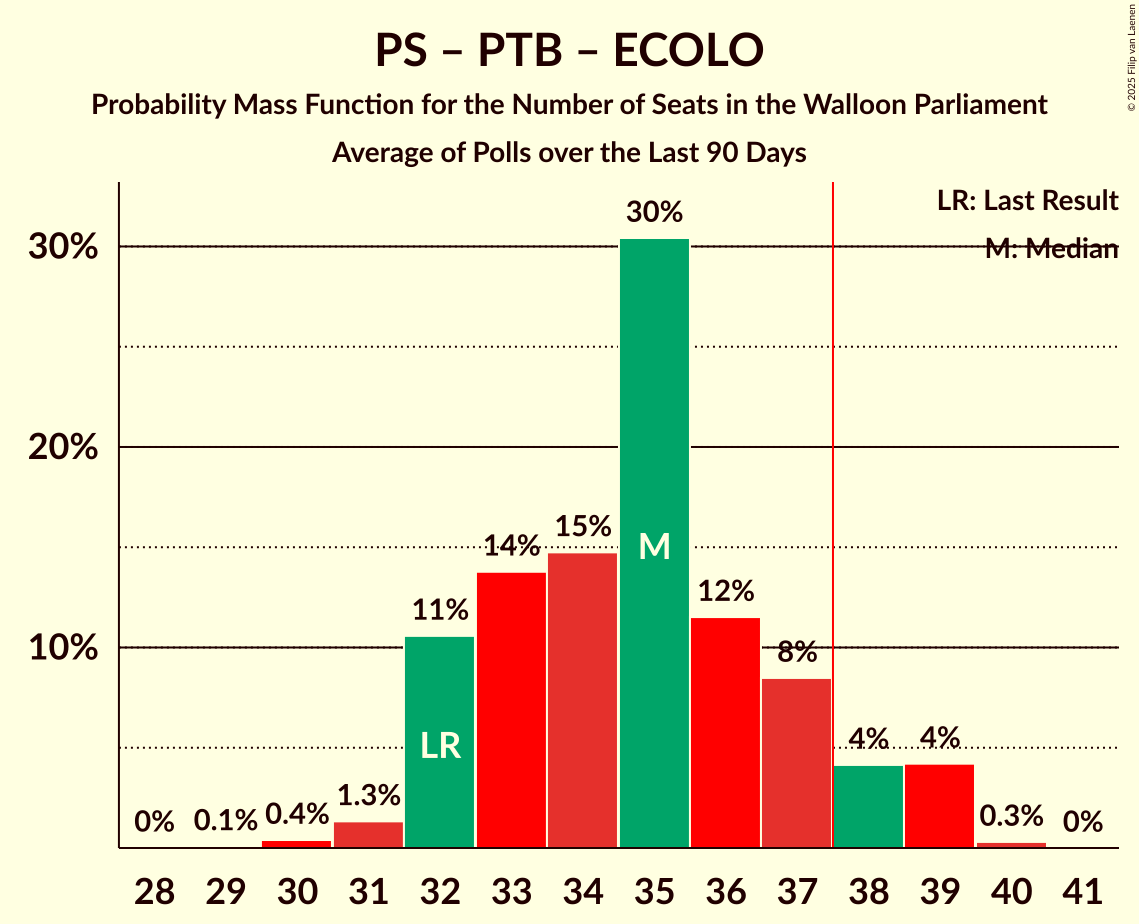 PS – PTB – ECOLO
Probability Mass Function for the Number of Seats in the Walloon Parliament
Average of Polls over the Last 90 Days
© 2025 Filip van Laenen
LR: Last Result
M: Median
30%
20%
10%
0%
0.1%
0.4%
1.3%
11%
14%
15%
30%
12%
8%
4%
4%
0.3%
0%
LR
M
28 29 30 31 32 33 34 35 36 37 38 39 40 41